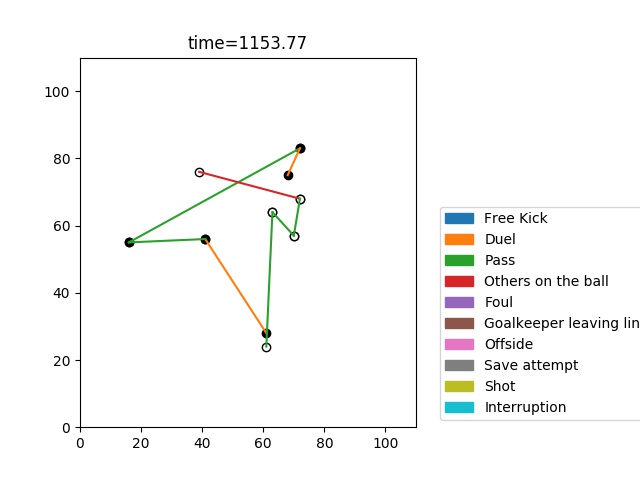 time=1153.77
100
80
60
40
20
0
0 20 40 60 80 100
Free Kick
Duel
Pass
Others on the ball
Foul
Goalkeeper leaving lin
Offside
Save attempt
Shot
Interruption